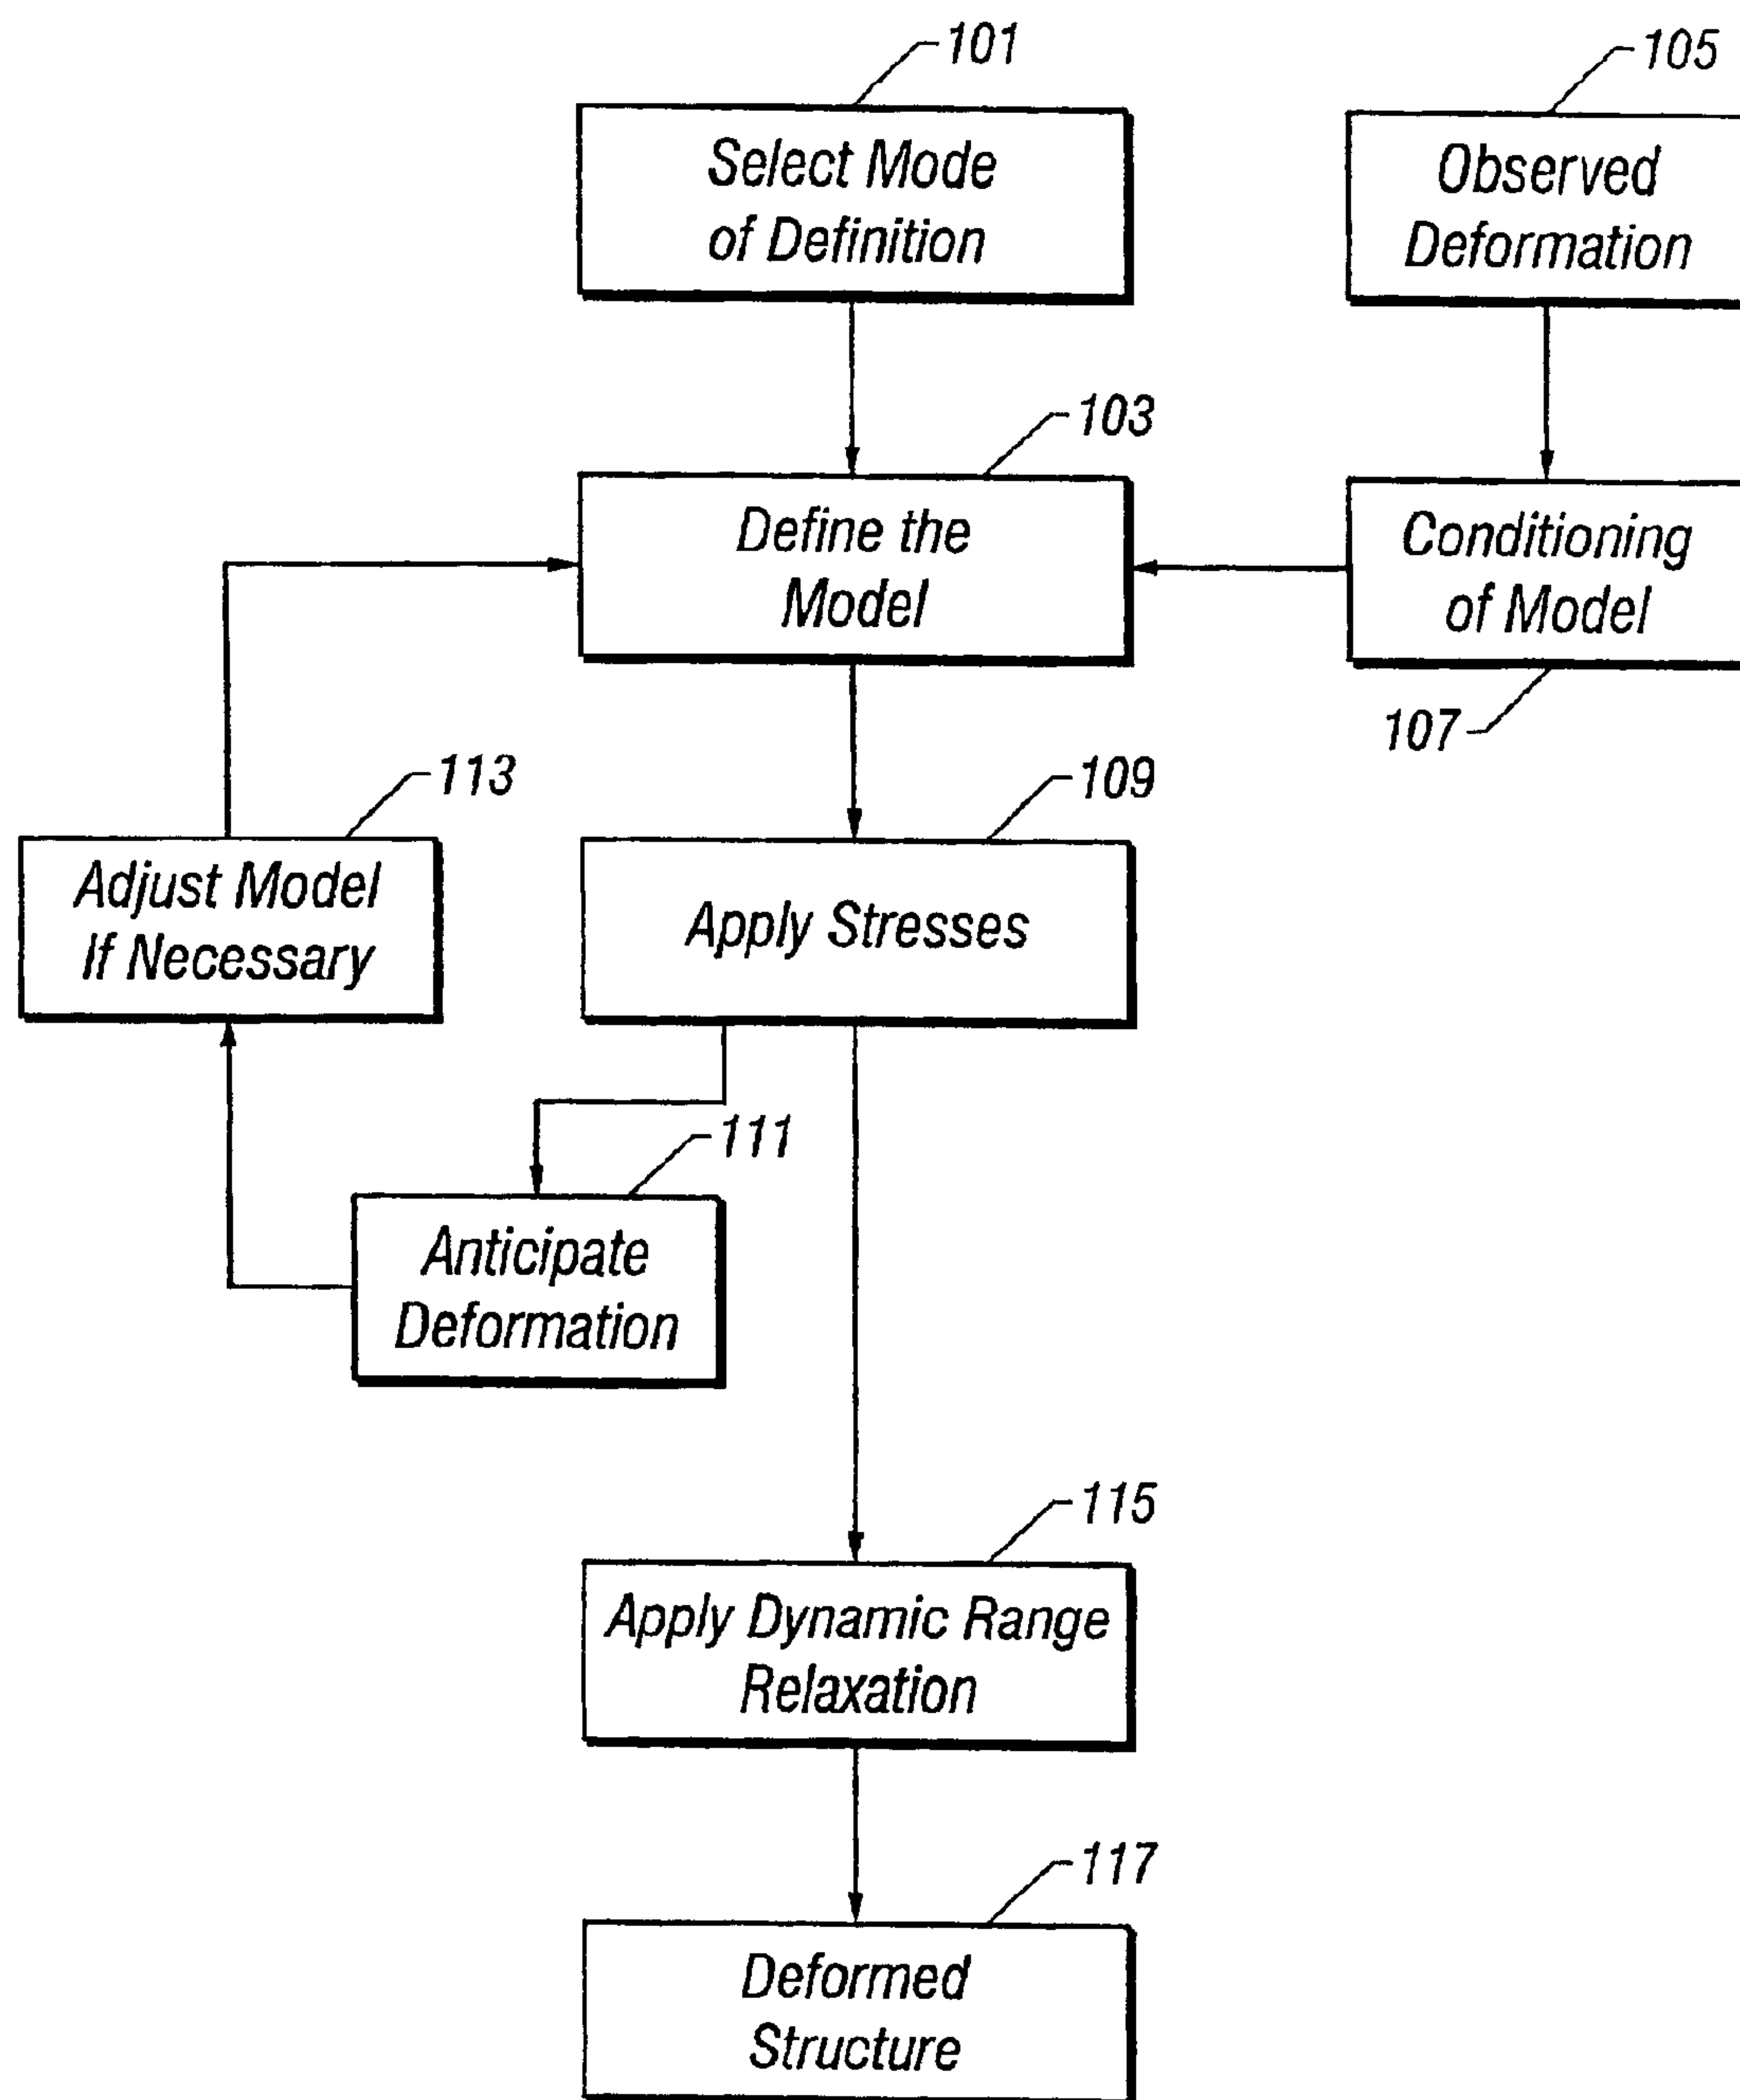 101
Select Mode
of Definition
105
Observed
Deformation
103
Define the
Model
Conditioning
of Model
107
113
Adjust Model
If Necessary
109
Apply Stresses
111
Anticipate
Deformation
115
Apply Dynamic Range
Relaxation
117
Deformed
Structure